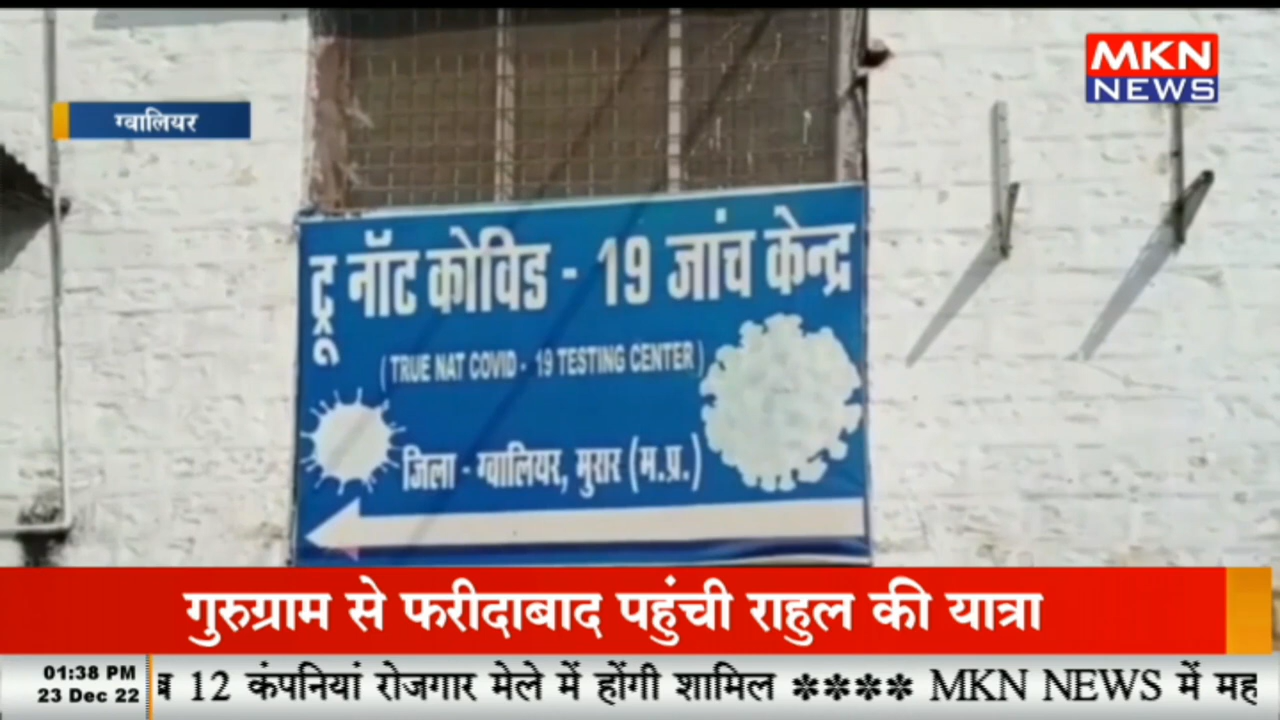 MKN
NEWS
ग्वालियर
ट्रू नॉट कोविड - 19 जांच केन्द्र
( TRUE NAT COVID - 19 TESTING CENTER )
जिला - ग्वालियर, मुरार (म.प्र.)
गुरुग्राम से फरीदाबाद पहुंची राहुल की यात्रा
01:38 PM
23 Dec 22
12 कंपनियां रोजगार मेले में होंगी शामिल **** MKN NEWS में मह